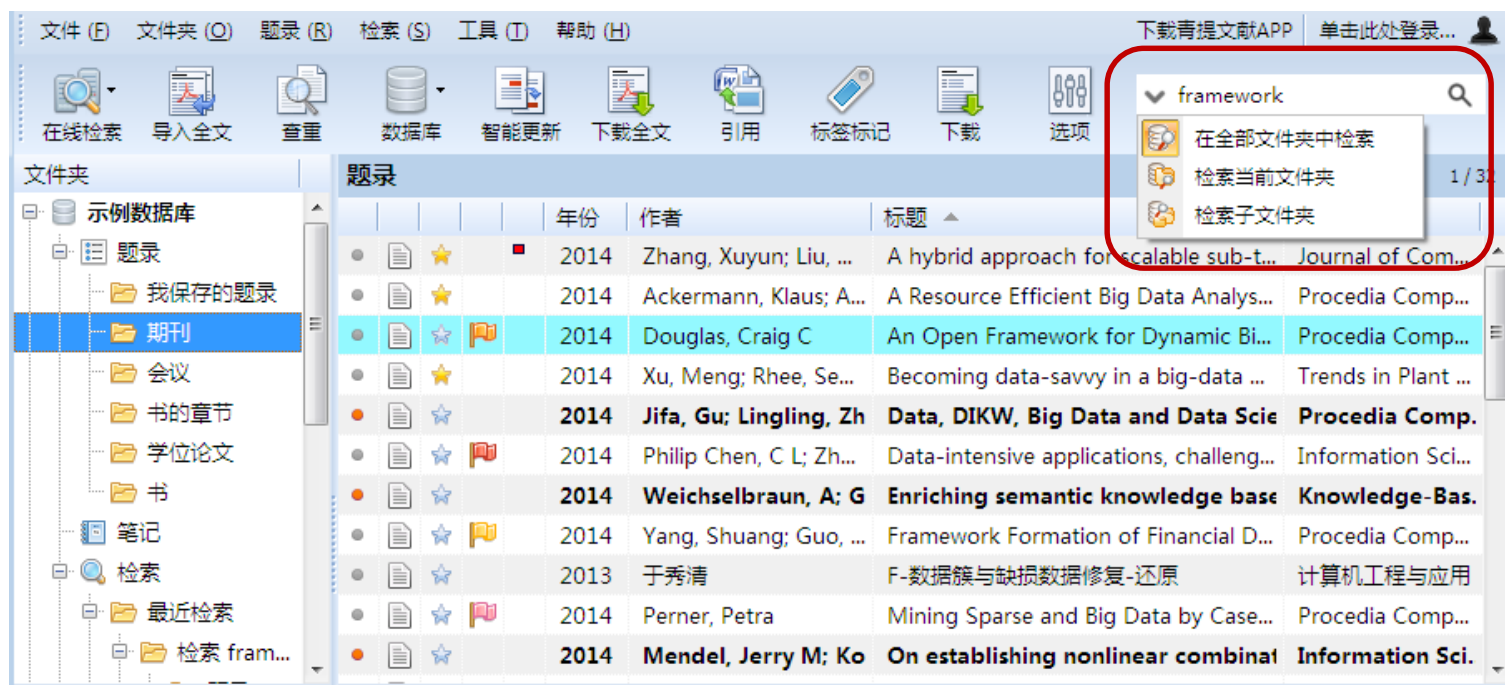 文件 (F) 文件夹 (O) 题录 (R) 检索 (S) 工具 (T) 帮助 (H) 下载青提文献APP 单击此处登录...
framework
在线检索 导入全文 查重 数据库 智能更新 下载全文 引用 标签标记 下载 选项
在全部文件夹中检索
检索当前文件夹
检索子文件夹
文件夹
题录 1 / 32
示例数据库
题录
我保存的题录
期刊
会议
书的章节
学位论文
书
笔记
检索
最近检索
检索 fram...
年份 作者 标题
2014 Zhang, Xuyun; Liu, ... A hybrid approach for scalable sub-t... Journal of Com...
2014 Ackermann, Klaus; A... A Resource Efficient Big Data Analys... Procedia Comp...
2014 Douglas, Craig C An Open Framework for Dynamic Bi... Procedia Comp...
2014 Xu, Meng; Rhee, Se... Becoming data-savvy in a big-data ... Trends in Plant ...
2014 Jifa, Gu; Lingling, Zh Data, DIKW, Big Data and Data Scie Procedia Comp.
2014 Philip Chen, C L; Zh... Data-intensive applications, challeng... Information Sci...
2014 Weichselbraun, A; G Enriching semantic knowledge base Knowledge-Bas.
2014 Yang, Shuang; Guo, ... Framework Formation of Financial D... Procedia Comp...
2013 于秀清 F-数据簇与缺损数据修复-还原 计算机工程与应用
2014 Perner, Petra Mining Sparse and Big Data by Case... Procedia Comp...
2014 Mendel, Jerry M; Ko On establishing nonlinear combinat Information Sci.